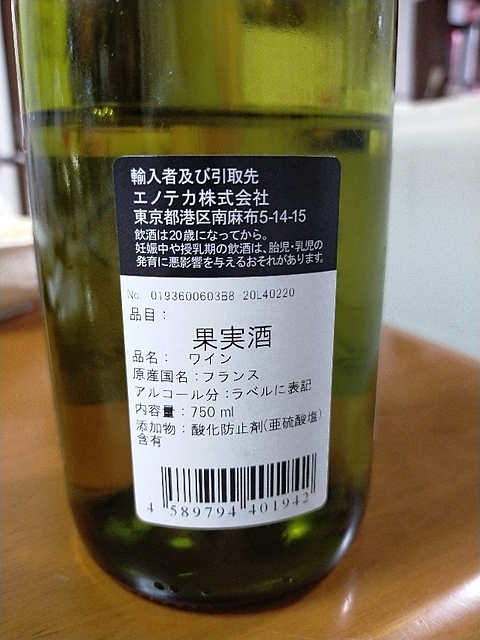 輸入者及び引取先
エノテカ株式会社
東京都港区南麻布5-14-15
飲酒は20歳になってから。
妊娠中や授乳期の飲酒は、胎児・乳児の
発育に悪影響を与えるおそれがあります。
No. 0193600603B8 20L40220
品目：
果実酒
品名： ワイン
原産国名：フランス
アルコール分：ラベルに表記
内容量：750 ml
添加物：酸化防止剤(亜硫酸塩)
含有
4 589794 401942